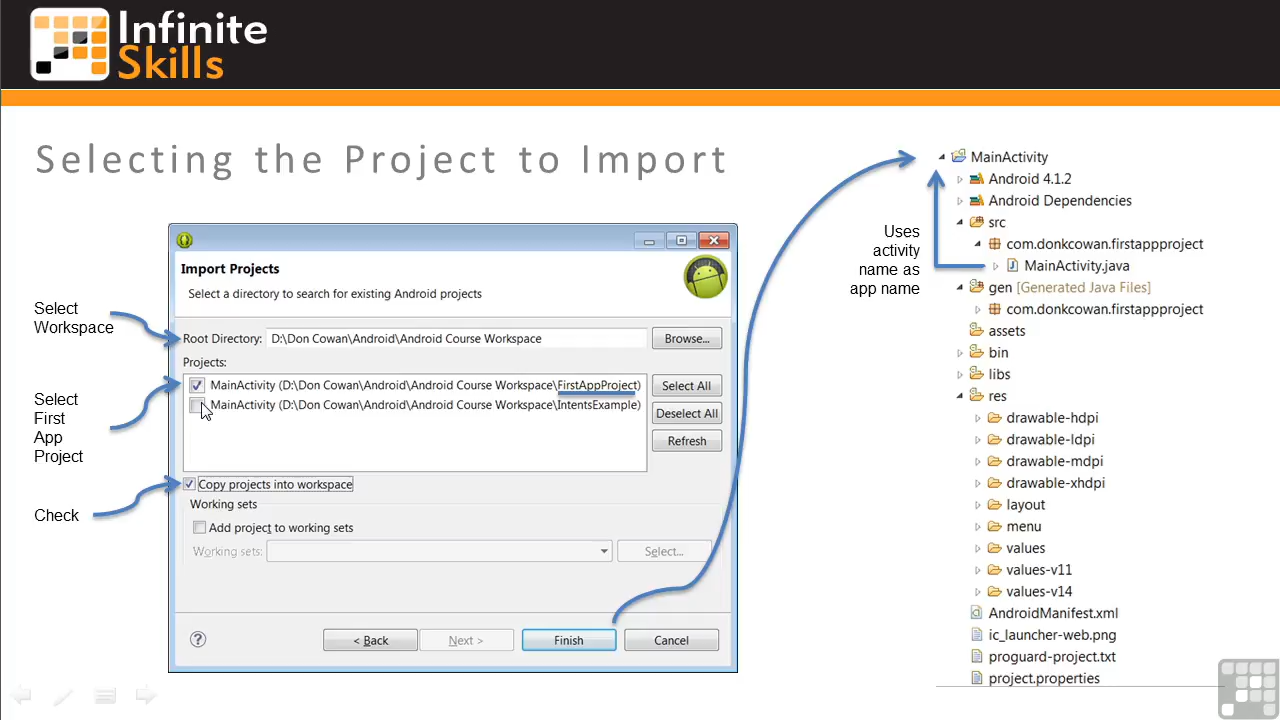 Infinite
Skills
Selecting the Project to Import
Import Projects
Select a directory to search for existing Android projects
Select
Workspace
Root Directory: D:\Don Cowan\Android\Android Course Workspace Browse...
Projects:
MainActivity (D:\Don Cowan\Android\Android Course Workspace\FirstAppProject) Select All
MainActivity (D:\Don Cowan\Android\Android Course Workspace\IntentsExample) Deselect All
Refresh
Select
First
App
Project
Copy projects into workspace
Check
Working sets
Add project to working sets
Working sets: Select...
? < Back Next > Finish Cancel
Uses
activity
name as
app name
MainActivity
Android 4.1.2
Android Dependencies
src
com.donkcowan.firstappproject
MainActivity.java
gen [Generated Java Files]
com.donkcowan.firstappproject
assets
bin
libs
res
drawable-hdpi
drawable-ldpi
drawable-mdpi
drawable-xhdpi
layout
menu
values
values-v11
values-v14
AndroidManifest.xml
ic_launcher-web.png
proguard-project.txt
project.properties